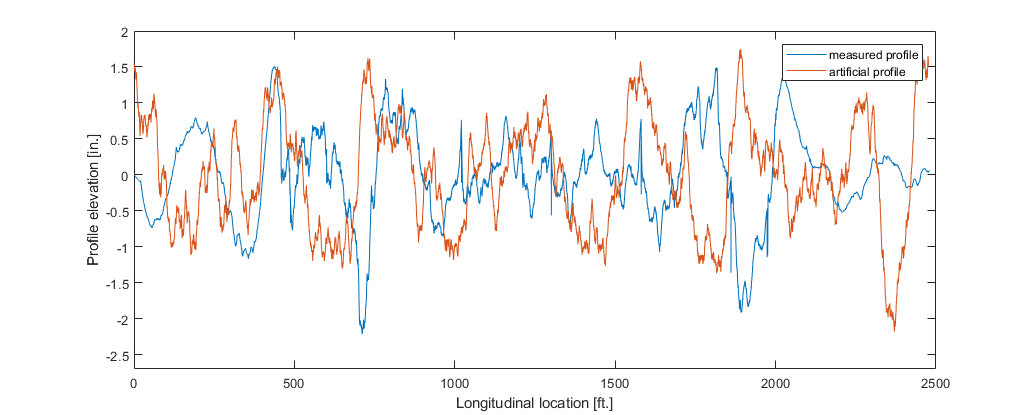 2
1.5
1
0.5
0
-0.5
-1
-1.5
-2
-2.5
Profile elevation [in.]
measured profile
artificial profile
0 500 1000 1500 2000 2500
Longitudinal location [ft.]